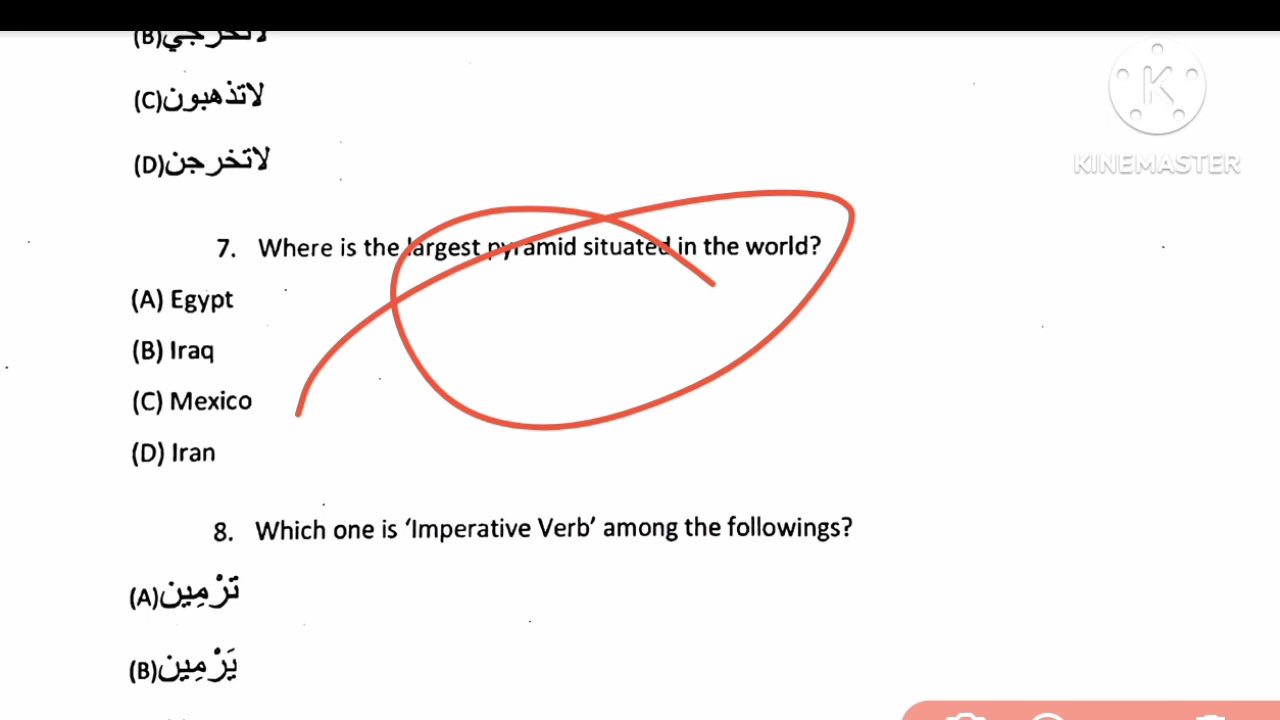 (C)لاتذهبون
(D)لاتخرجن
KINEMASTER
7. Where is the largest pyramid situated in the world?
(A) Egypt
(B) Iraq
(C) Mexico
(D) Iran
8. Which one is ‘Imperative Verb’ among the followings?
(A)تَرْمِين
(B)يَرْمِين